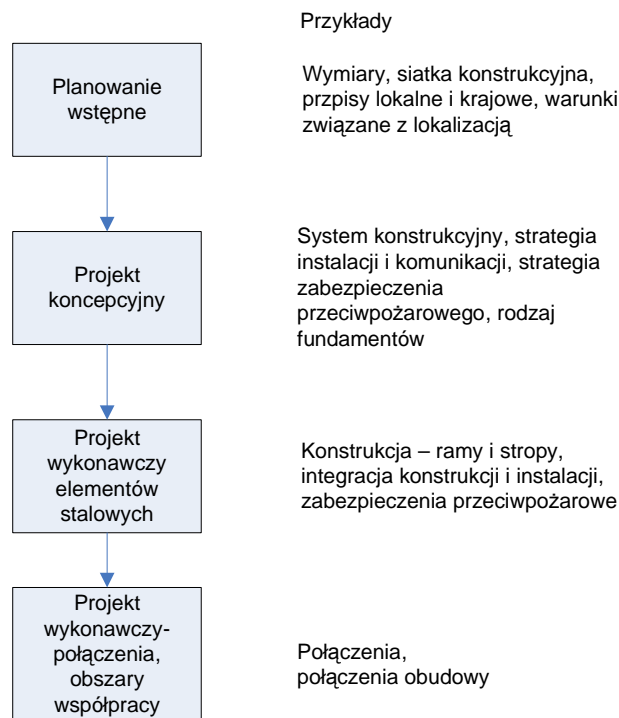 Przykłady
Planowanie
wstępne
Wymiary, siatka konstrukcyjna,
przpisy lokalne i krajowe, warunki
związane z lokalizacją
Projekt
koncepcyjny
System konstrukcyjny, strategia
instalacji i komunikacji, strategia
zabezpieczenia
przeciwpożarowego, rodzaj
fundamentów
Projekt
wykonawczy
elementów
stalowych
Konstrukcja – ramy i stropy,
integracja konstrukcji i instalacji,
zabezpieczenia przeciwpożarowe
Projekt
wykonawczy-
połączenia,
obszary
współpracy
Połączenia,
połączenia obudowy